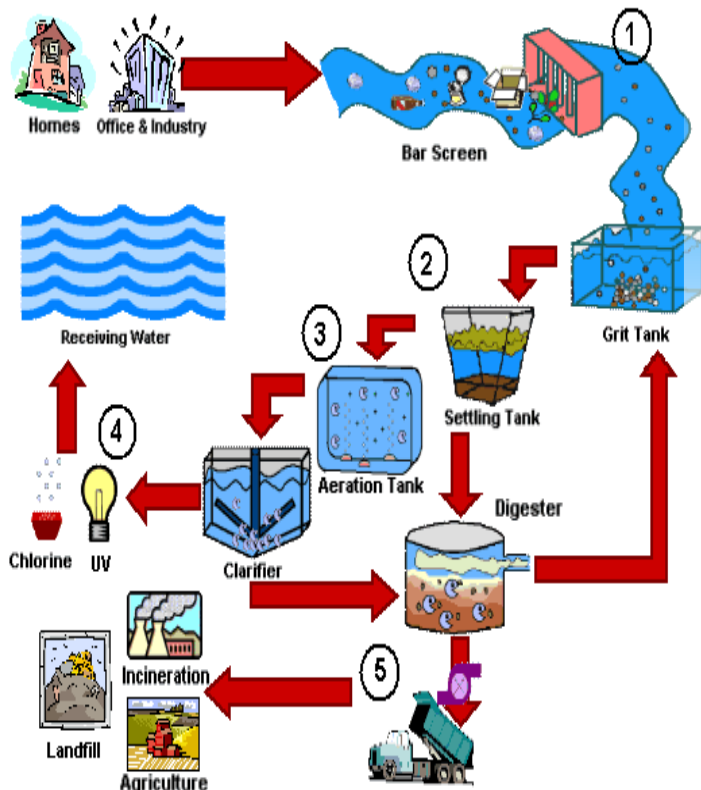 1
Homes
Office & Industry
Bar Screen
2
Receiving Water
Grit Tank
3
Settling Tank
4
Aeration Tank
Digester
Chlorine
UV
Clarifier
Incineration
5
Landfill
Agriculture